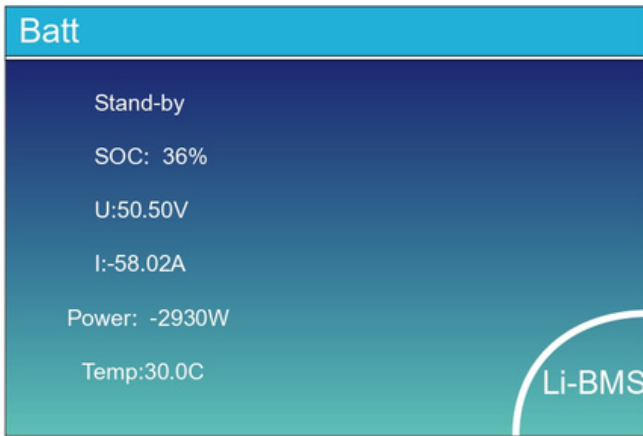 Batt
Stand-by
SOC: 36%
U:50.50V
I:-58.02A
Power: -2930W
Temp:30.0C
Li-BMS